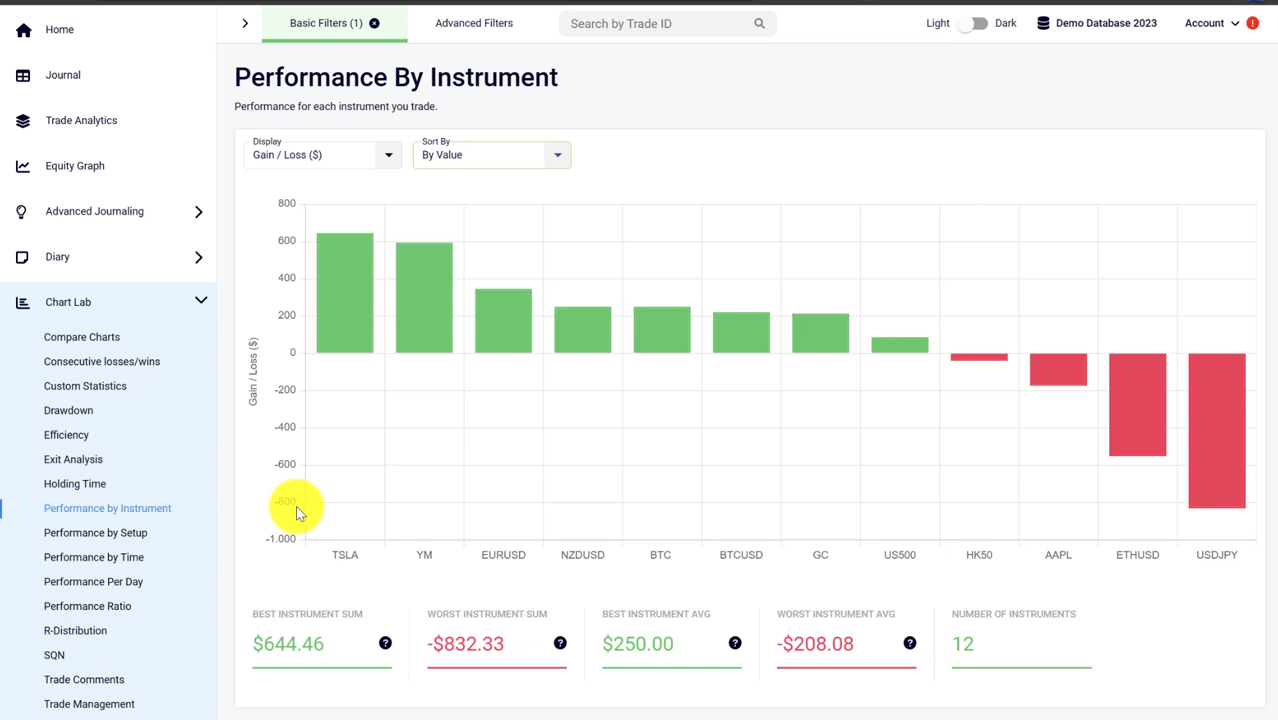 Home
Journal
Trade Analytics
Equity Graph
Advanced Journaling
Diary
Chart Lab
Compare Charts
Consecutive losses/wins
Custom Statistics
Drawdown
Efficiency
Exit Analysis
Holding Time
Performance by Instrument
Performance by Setup
Performance by Time
Performance Per Day
Performance Ratio
R-Distribution
SQN
Trade Comments
Trade Management
Basic Filters (1)
Advanced Filters
Search by Trade ID
Light
Dark
Demo Database 2023
Account
Performance By Instrument
Performance for each instrument you trade.
Display
Gain / Loss ($)
Sort By
By Value
Gain / Loss ($)
800
600
400
200
0
-200
-400
-600
-800
-1.000
TSLA YM EURUSD NZDUSD BTC BTCUSD GC US500 HK50 AAPL ETHUSD USDJPY
BEST INSTRUMENT SUM
$644.46
WORST INSTRUMENT SUM
-$832.33
BEST INSTRUMENT AVG
$250.00
WORST INSTRUMENT AVG
-$208.08
NUMBER OF INSTRUMENTS
12